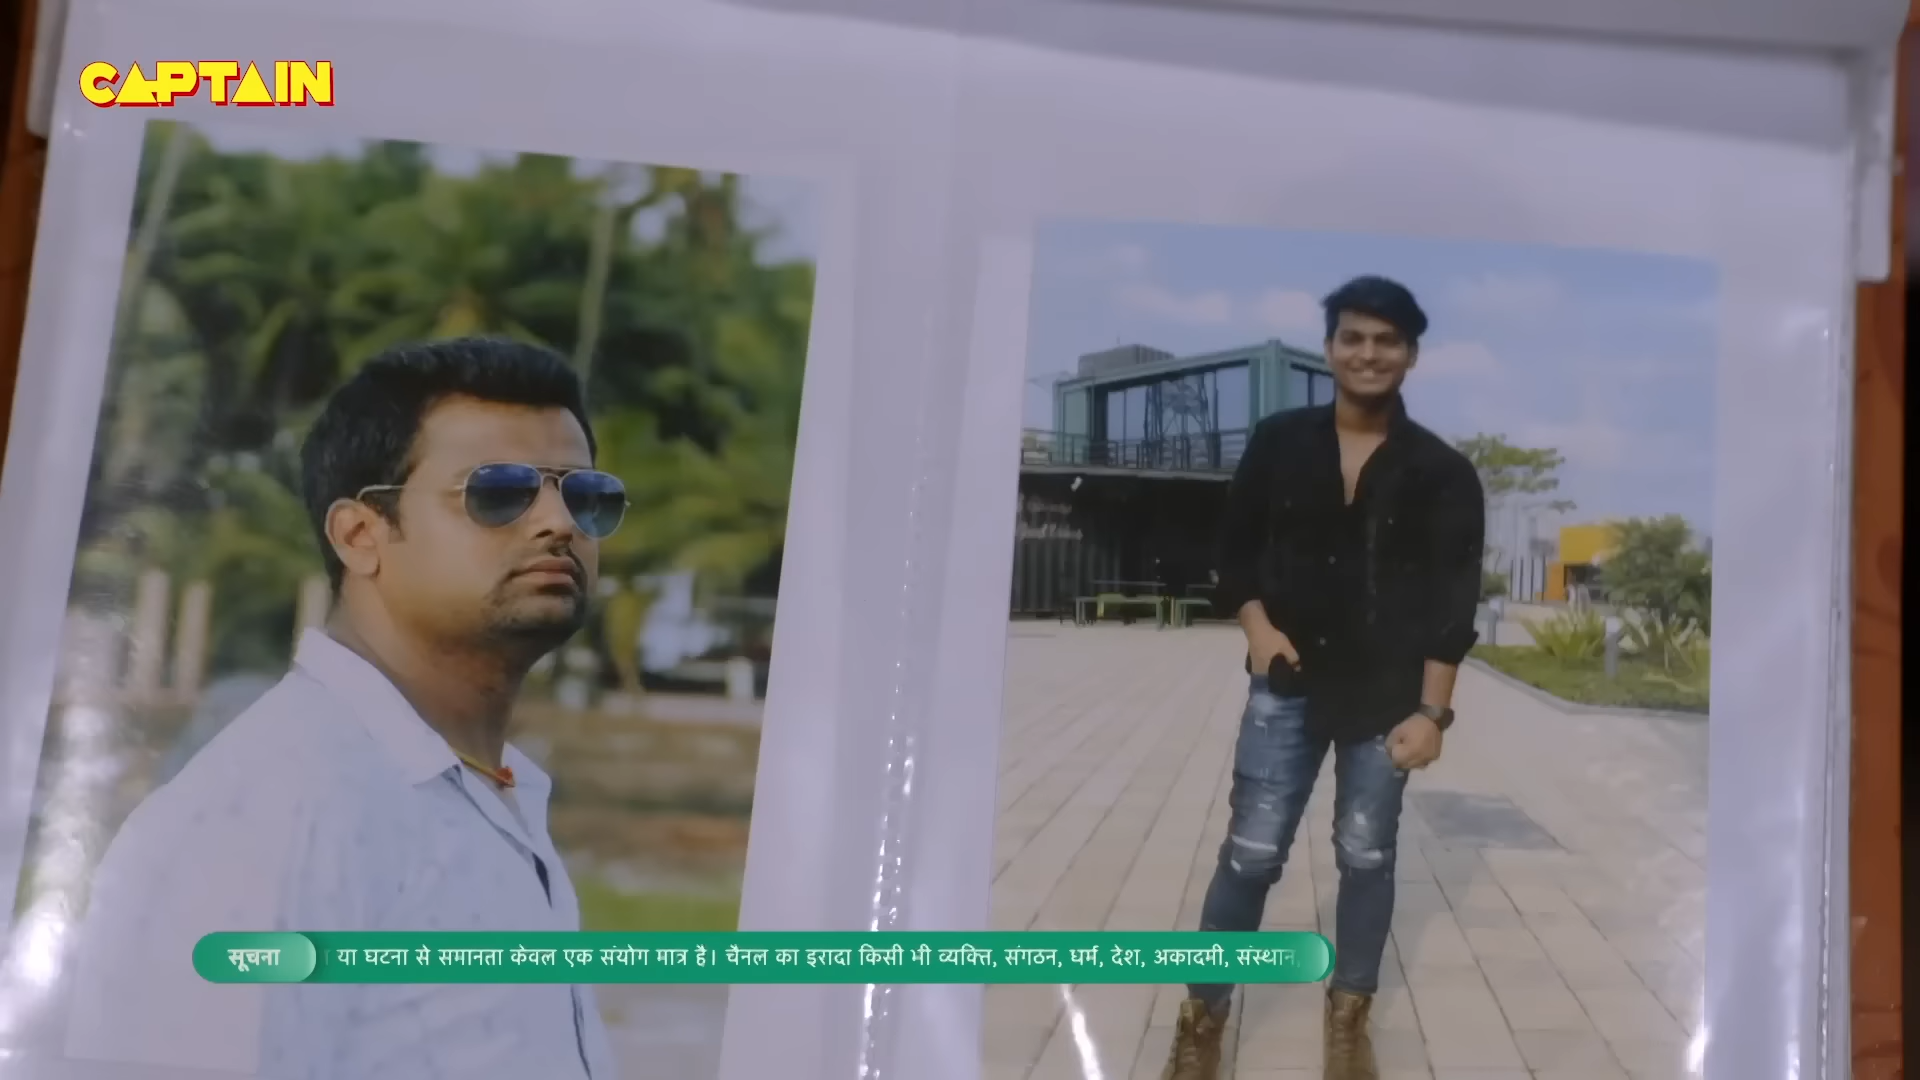 CAPTAIN
सूचना
या घटना से समानता केवल एक संयोग मात्र है। चैनल का इरादा किसी भी व्यक्ति, संगठन, धर्म, देश, अकादमी, संस्थान,